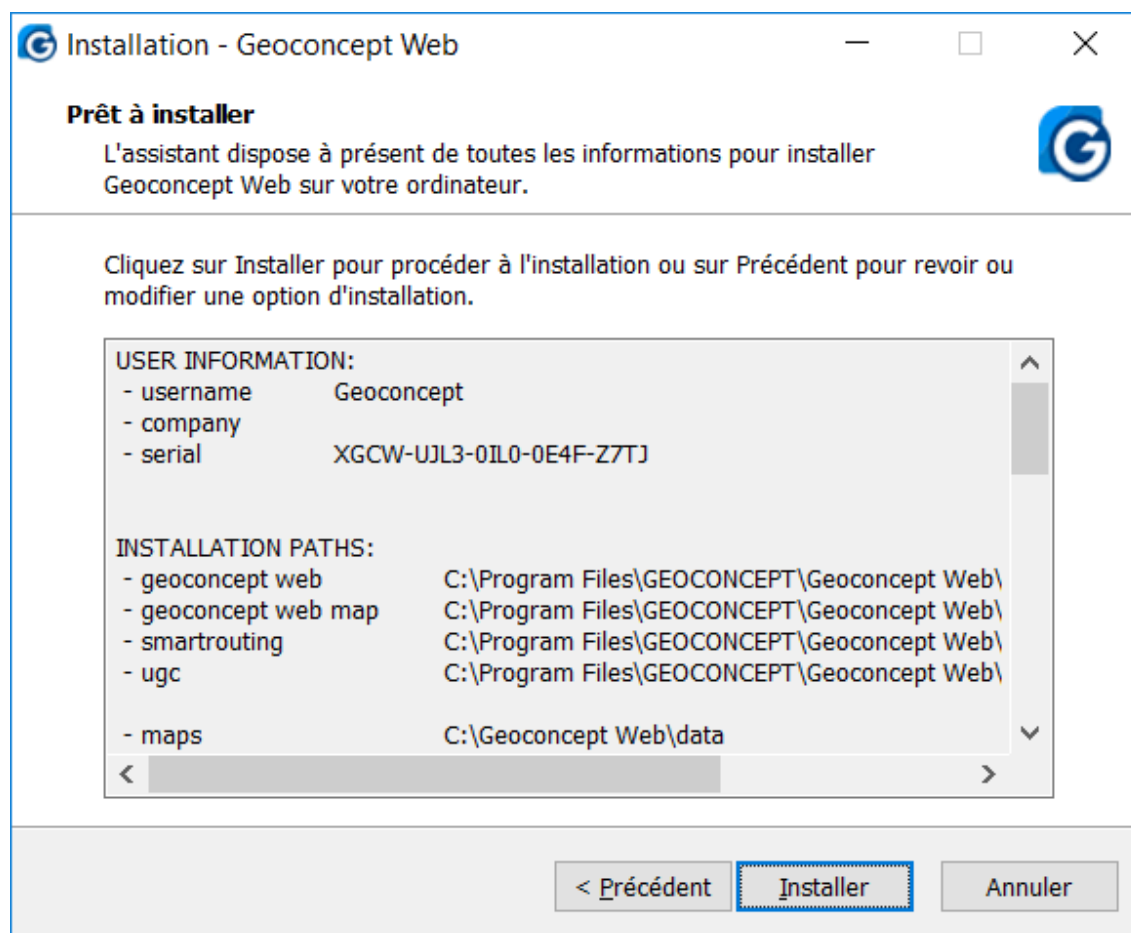 Installation - Geoconcept Web
Prêt à installer
L'assistant dispose à présent de toutes les informations pour installer
Geoconcept Web sur votre ordinateur.
Cliquez sur Installer pour procéder à l'installation ou sur Précédent pour revoir ou
modifier une option d'installation.
USER INFORMATION:
- username Geoconcept
- company
- serial XGCW-UJL3-0IL0-0E4F-Z7TJ
INSTALLATION PATHS:
- geoconcept web C:\Program Files\GEOCONCEPT\Geoconcept Web\
- geoconcept web map C:\Program Files\GEOCONCEPT\Geoconcept Web\
- smartrouting C:\Program Files\GEOCONCEPT\Geoconcept Web\
- ugc C:\Program Files\GEOCONCEPT\Geoconcept Web\
- maps C:\Geoconcept Web\data
< Précédent Installer Annuler